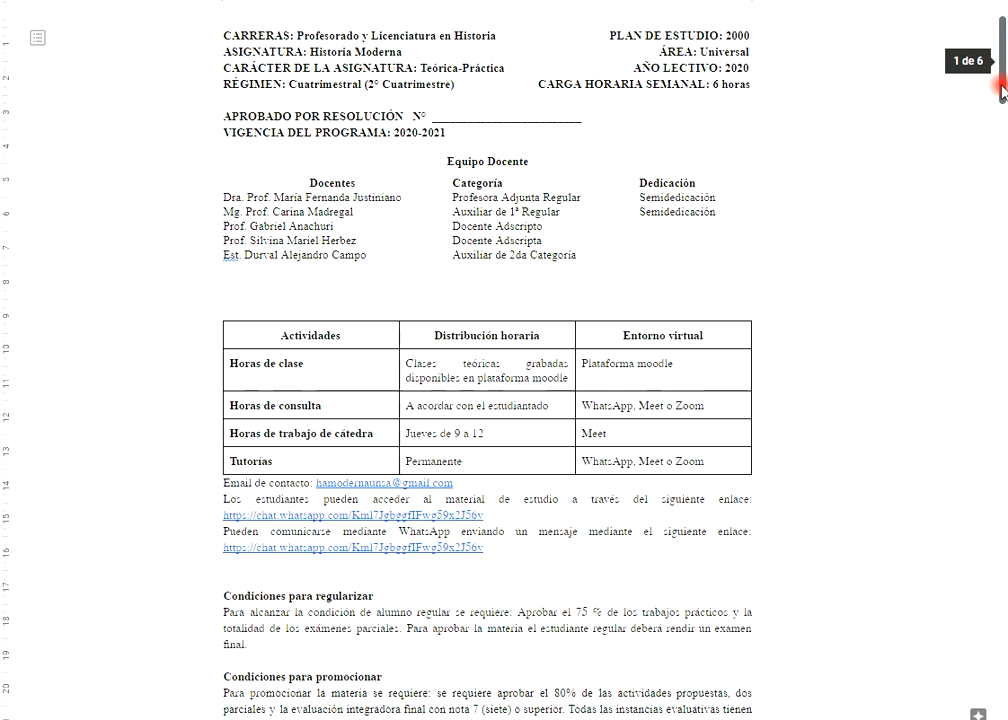 CARRERAS: Profesorado y Licenciatura en Historia PLAN DE ESTUDIO: 2000
ASIGNATURA: Historia Moderna ÁREA: Universal
CARÁCTER DE LA ASIGNATURA: Teórica-Práctica AÑO LECTIVO: 2020
RÉGIMEN: Cuatrimestral (2° Cuatrimestre) CARGA HORARIA SEMANAL: 6 horas
1 de 6
APROBADO POR RESOLUCIÓN N° _______________________
VIGENCIA DEL PROGRAMA: 2020-2021
Equipo Docente
Docentes Categoría Dedicación
Dra. Prof. María Fernanda Justiniano Profesora Adjunta Regular Semidedicación
Mg. Prof. Carina Madregal Auxiliar de 1ª Regular Semidedicación
Prof. Gabriel Anachuri Docente Adscripto
Prof. Silvina Mariel Herbez Docente Adscripta
Est. Durval Alejandro Campo Auxiliar de 2da Categoría
Actividades Distribución horaria Entorno virtual
Horas de clase Clases teóricas grabadas Plataforma moodle
disponibles en plataforma moodle
Horas de consulta A acordar con el estudiantado WhatsApp, Meet o Zoom
Horas de trabajo de cátedra Jueves de 9 a 12 Meet
Tutorías Permanente WhatsApp, Meet o Zoom
Email de contacto: hamodernaunsa@gmail.com
Los estudiantes pueden acceder al material de estudio a través del siguiente enlace:
https://chat.whatsapp.com/Kml7JgbggfIFwg59x2J56v
Pueden comunicarse mediante WhatsApp enviando un mensaje mediante el siguiente enlace:
https://chat.whatsapp.com/Kml7JgbggfIFwg59x2J56v
Condiciones para regularizar
Para alcanzar la condición de alumno regular se requiere: Aprobar el 75 % de los trabajos prácticos y la
totalidad de los exámenes parciales. Para aprobar la materia el estudiante regular deberá rendir un examen
final.
Condiciones para promocionar
Para promocionar la materia se requiere: se requiere aprobar el 80% de las actividades propuestas, dos
parciales y la evaluación integradora final con nota 7 (siete) o superior. Todas las instancias evaluativas tienen